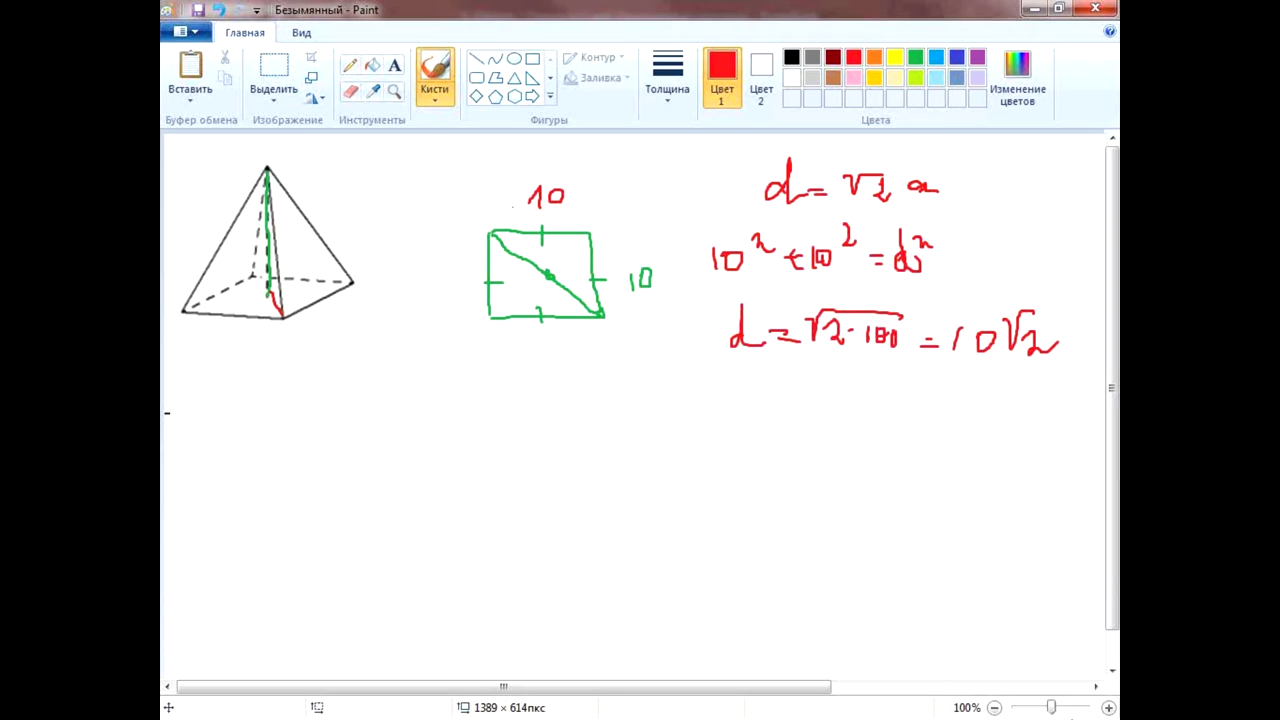 Безымянный - Paint
Главная
Вид
Вставить
Выделить
A
Кисти
Контур
Заливка
Толщина
Цвет 1
Цвет 2
Изменение цветов
Буфер обмена
Изображение
Инструменты
Фигуры
Цвета
10
10
d = √2 a
10² + 10² = d²
d = √2·100 = 10√2
1389 × 614пкс
100%